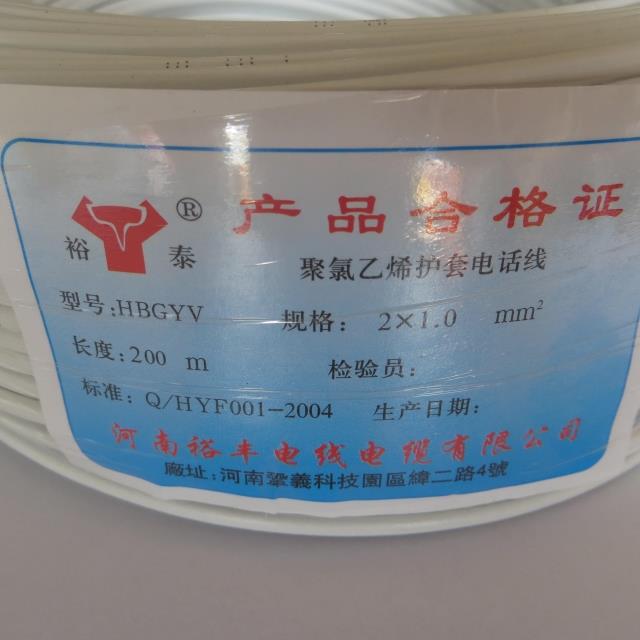 裕 泰 ®
产品合格证
聚氯乙烯护套电话线
型号:HBGYV 规格: 2×1.0 mm²
长度:200 m 检验员:
标准: Q/HYF001-2004 生产日期:
河南裕丰电线电缆有限公司
廠址:河南鞏義科技園區緯二路4號